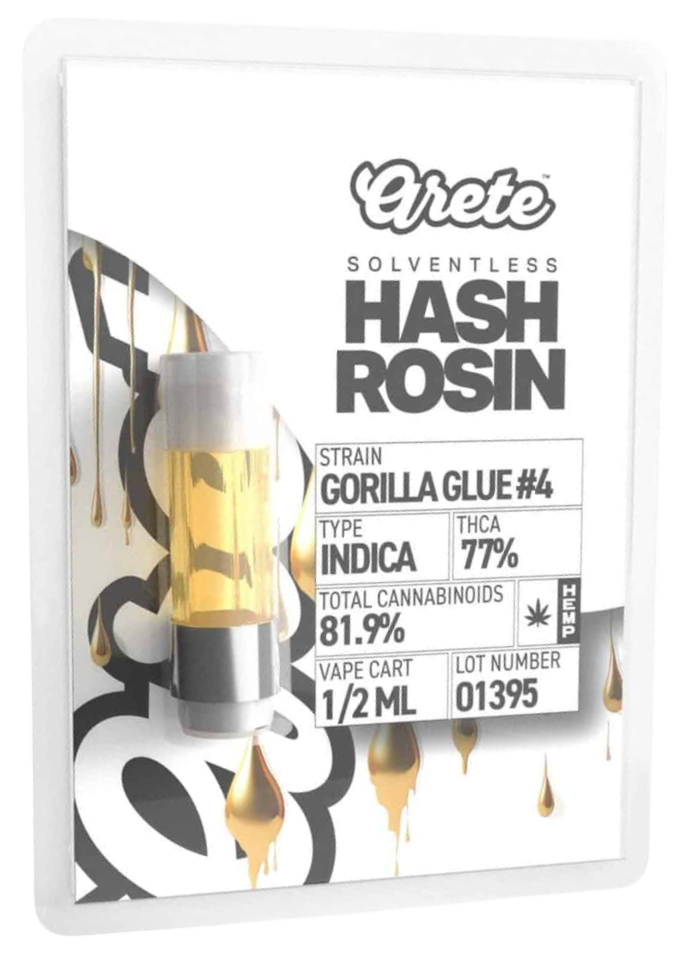 arete™
SOLVENTLESS
HASH
ROSIN
STRAIN
GORILLA GLUE #4
TYPE
INDICA
THCA
77%
TOTAL CANNABINOIDS
81.9%
HEMP
VAPE CART
1/2 ML
LOT NUMBER
01395